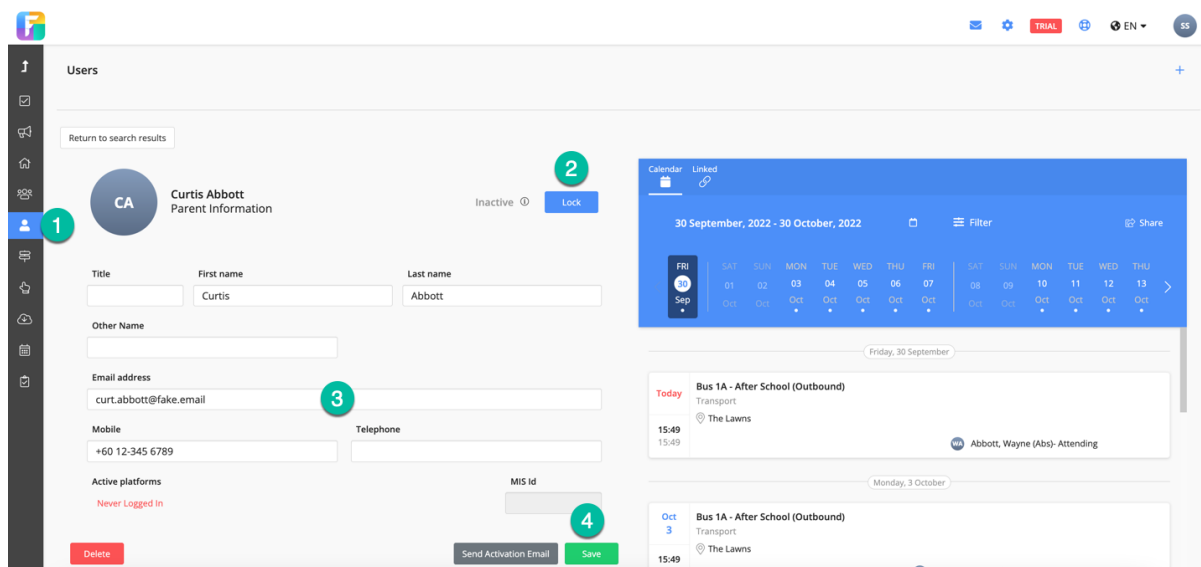 F
TRIAL
EN
SS
Users
+
Return to search results
2
CA
Curtis Abbott
Parent Information
Inactive
Lock
1
Title
First name
Last name
Curtis
Abbott
Other Name
Email address
curt.abbott@fake.email
3
Mobile
Telephone
+60 12-345 6789
Active platforms
MIS Id
Never Logged In
4
Delete
Send Activation Email
Save
Calendar
Linked
30 September, 2022 - 30 October, 2022
Filter
Share
FRI SAT SUN MON TUE WED THU FRI SAT SUN MON TUE WED THU
30 01 02 03 04 05 06 07 08 09 10 11 12 13
Sep Oct Oct Oct Oct Oct Oct Oct Oct Oct Oct Oct Oct Oct
Friday, 30 September
Today
Bus 1A - After School (Outbound)
Transport
The Lawns
15:49
15:49
WA Abbott, Wayne (Abs)- Attending
Monday, 3 October
Oct
3
Bus 1A - After School (Outbound)
Transport
The Lawns
15:49